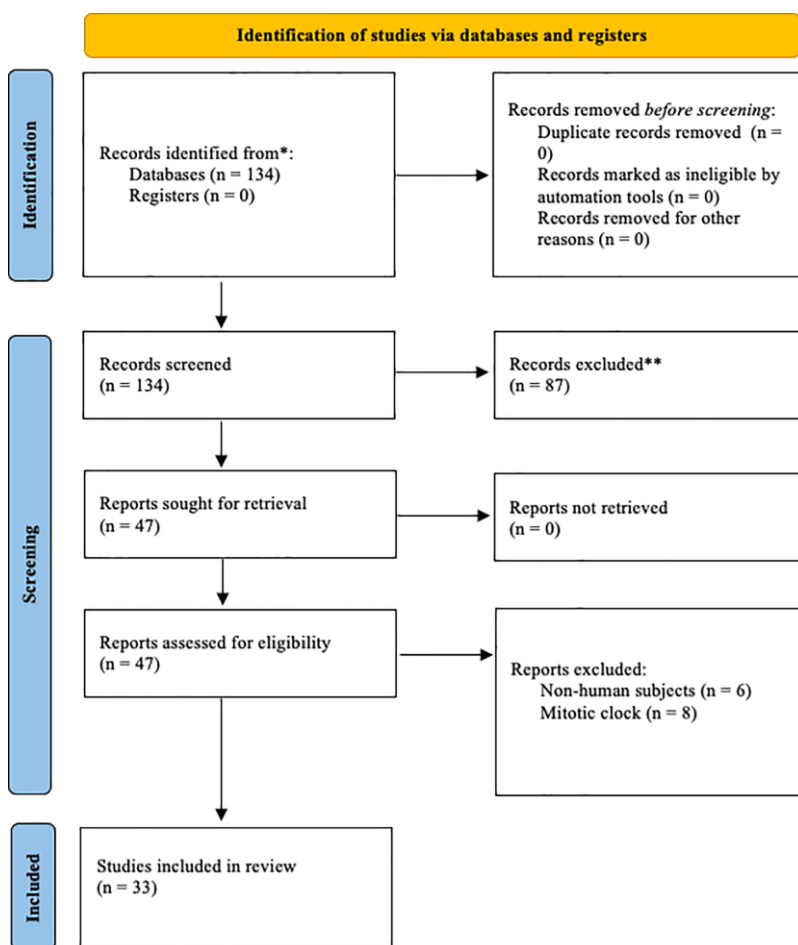 Identification of studies via databases and registers
Identification
Records identified from*:
Databases (n = 134)
Registers (n = 0)
Records removed before screening:
Duplicate records removed (n =
0)
Records marked as ineligible by
automation tools (n = 0)
Records removed for other
reasons (n = 0)
Screening
Records screened
(n = 134)
Records excluded**
(n = 87)
Reports sought for retrieval
(n = 47)
Reports not retrieved
(n = 0)
Reports assessed for eligibility
(n = 47)
Reports excluded:
Non-human subjects (n = 6)
Mitotic clock (n = 8)
Included
Studies included in review
(n = 33)